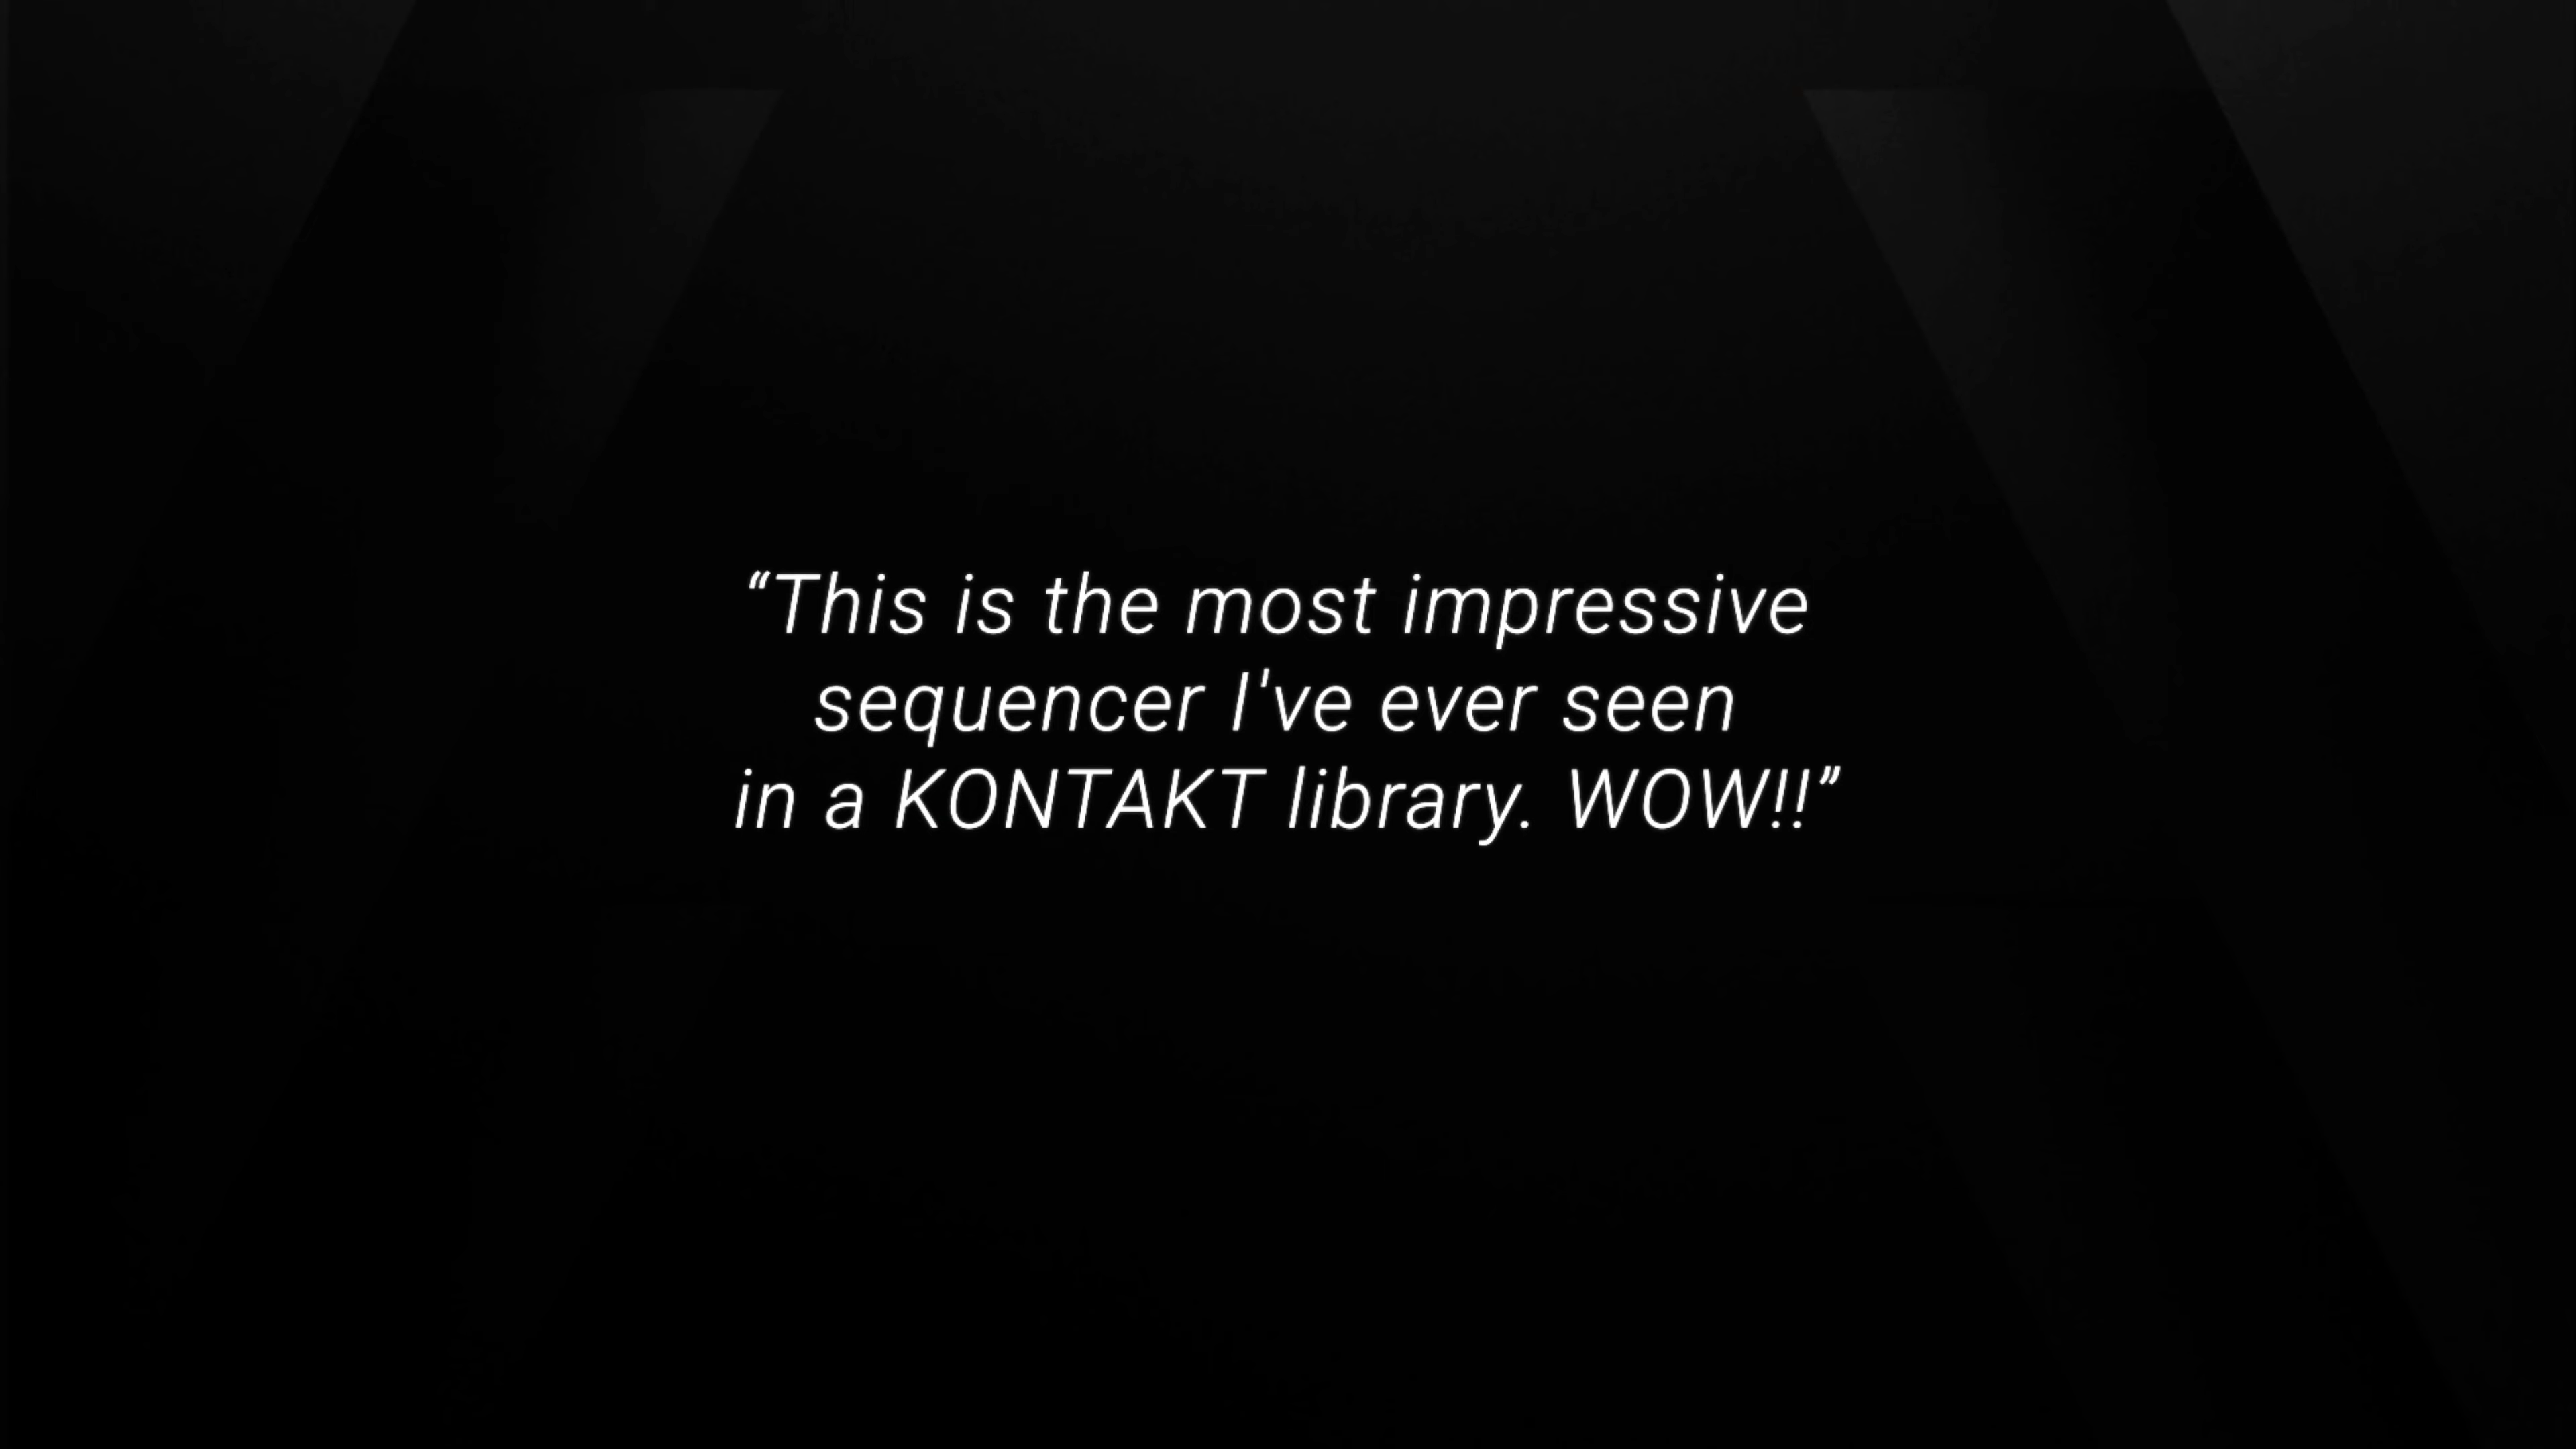 “This is the most impressive
sequencer I've ever seen
in a KONTAKT library. WOW!!”